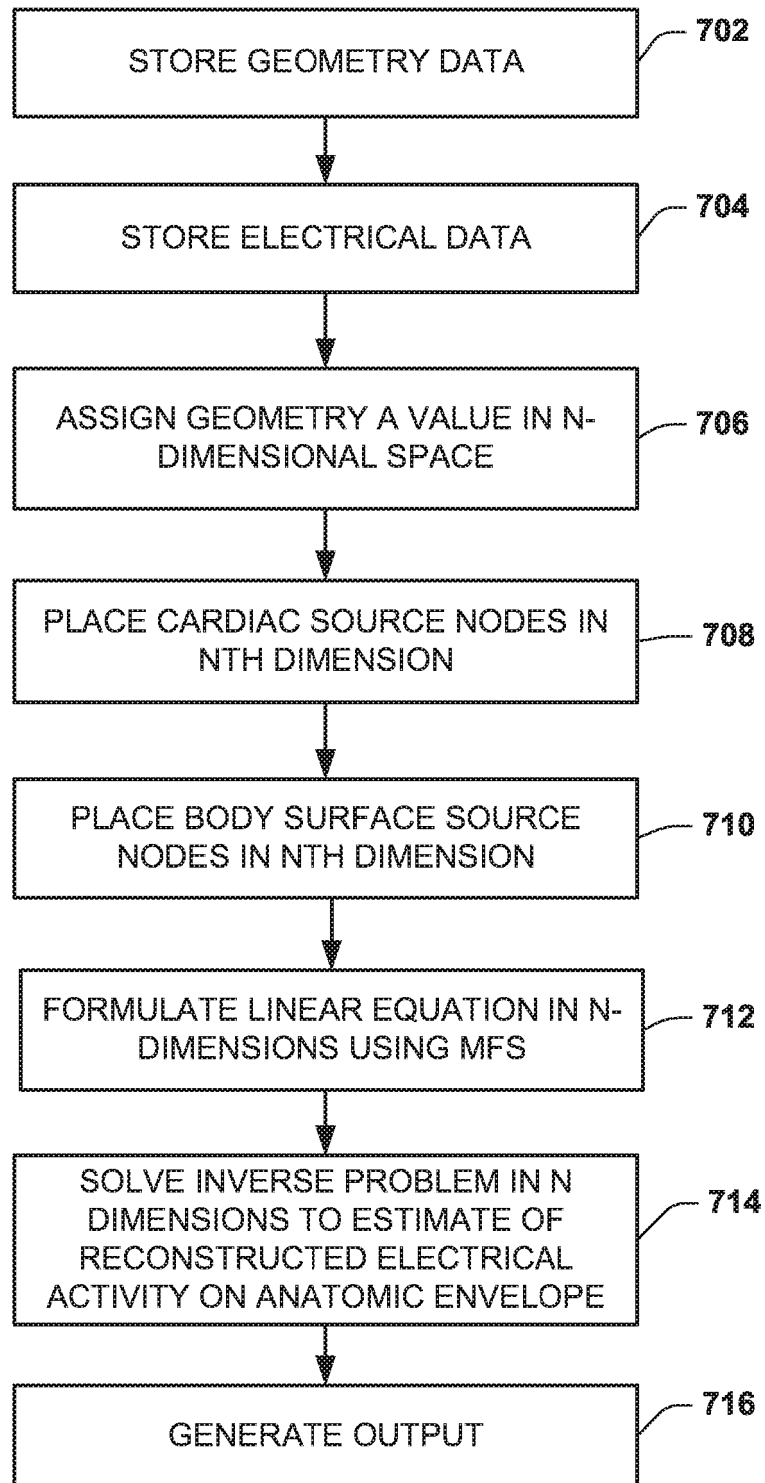 STORE GEOMETRY DATA
702
STORE ELECTRICAL DATA
704
ASSIGN GEOMETRY A VALUE IN N-
DIMENSIONAL SPACE
706
PLACE CARDIAC SOURCE NODES IN
NTH DIMENSION
708
PLACE BODY SURFACE SOURCE
NODES IN NTH DIMENSION
710
FORMULATE LINEAR EQUATION IN N-
DIMENSIONS USING MFS
712
SOLVE INVERSE PROBLEM IN N
DIMENSIONS TO ESTIMATE OF
RECONSTRUCTED ELECTRICAL
ACTIVITY ON ANATOMIC ENVELOPE
714
GENERATE OUTPUT
716